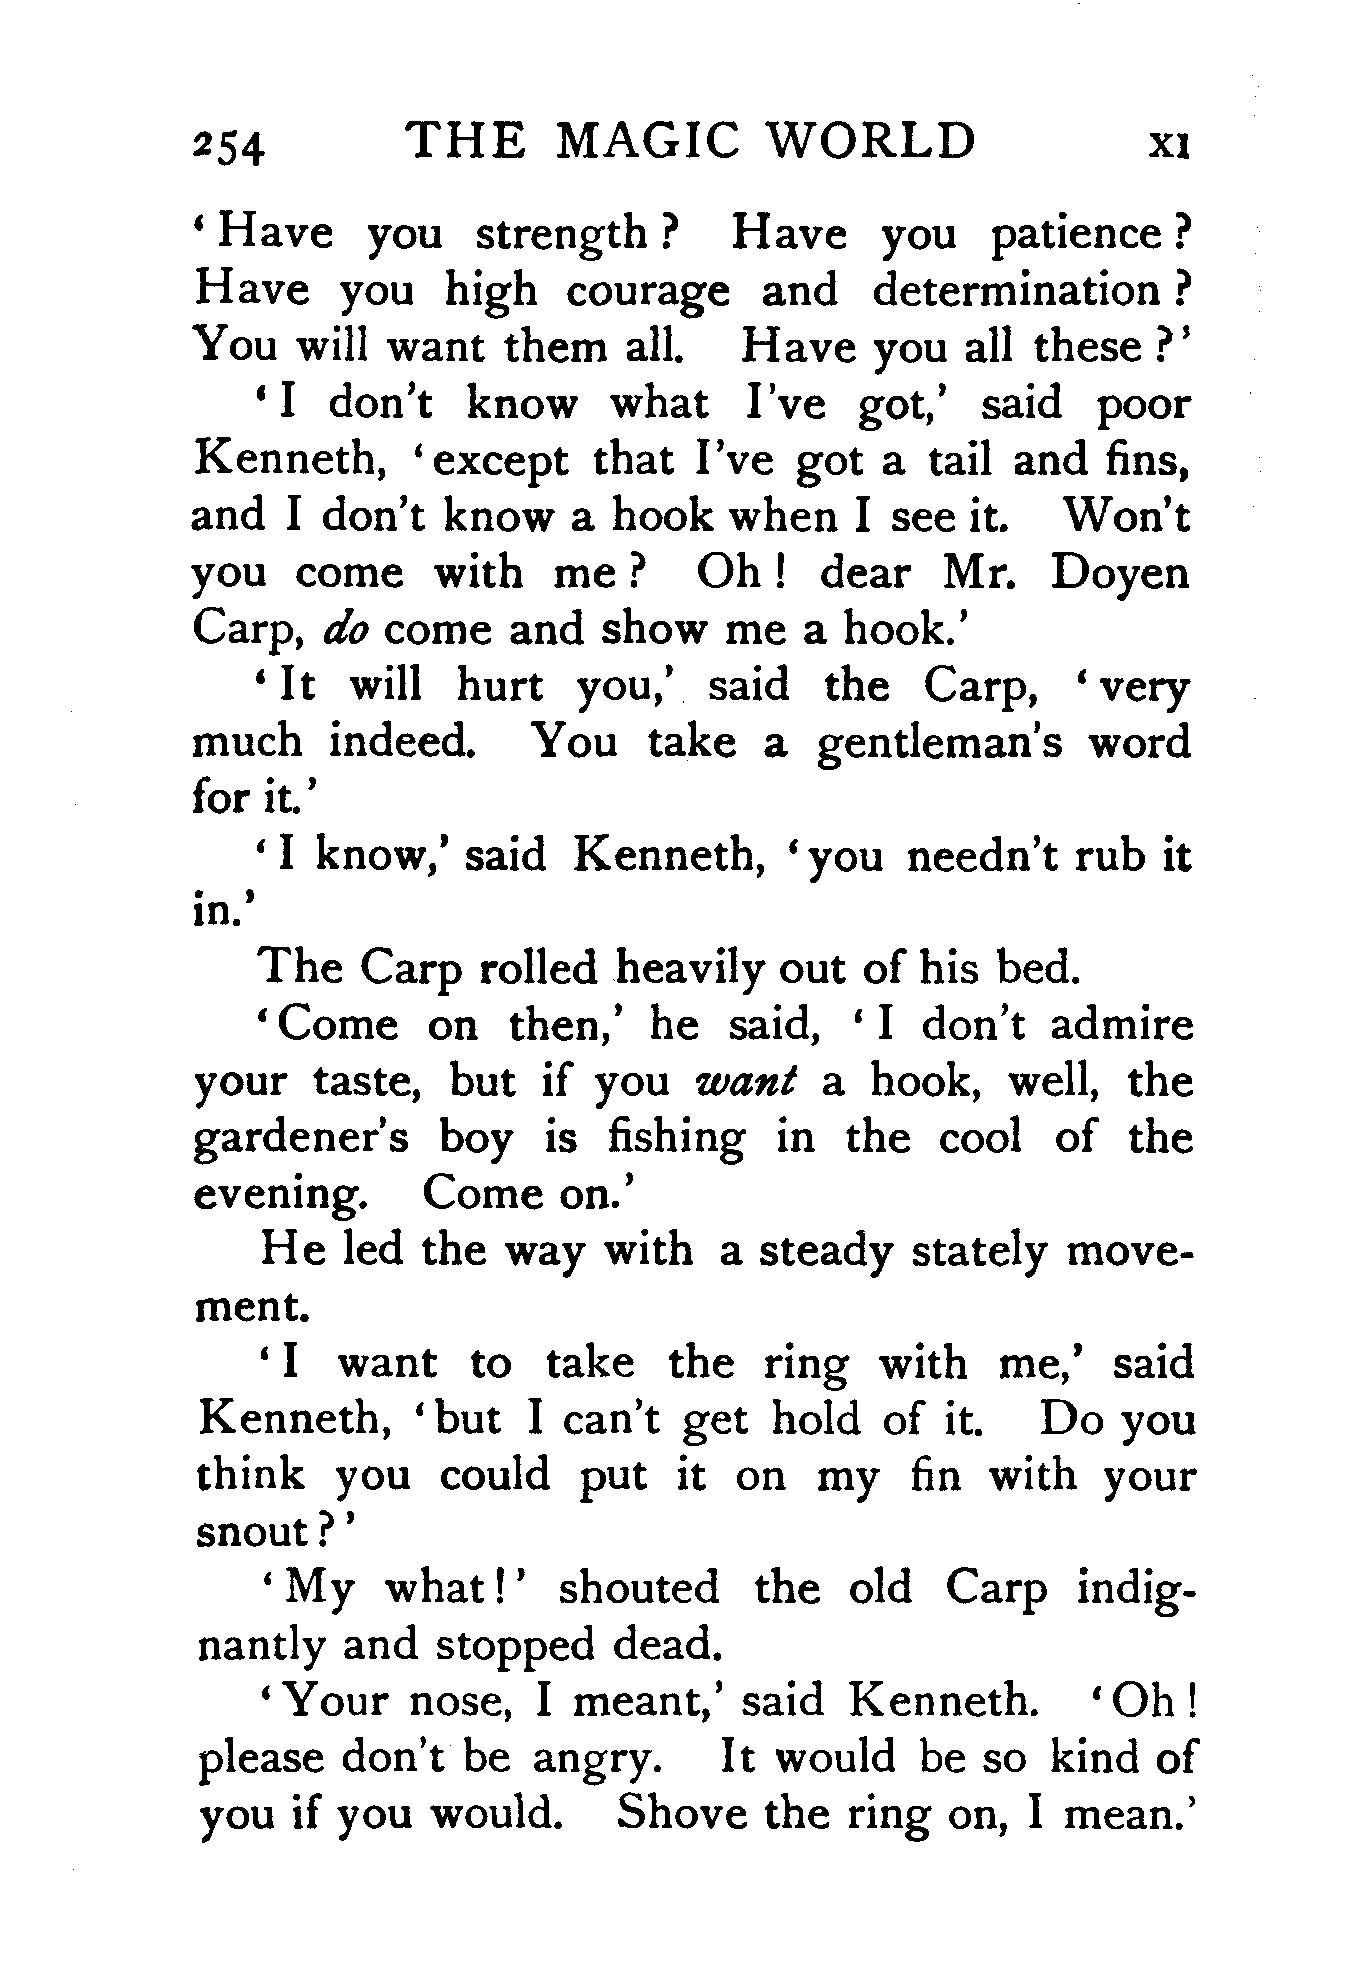 254 THE MAGIC WORLD XI
‘Have you strength? Have you patience?
Have you high courage and determination?
You will want them all. Have you all these?’
‘I don't know what I've got,’ said poor
Kenneth, ‘except that I've got a tail and fins,
and I don't know a hook when I see it. Won't
you come with me? Oh! dear Mr. Doyen
Carp, do come and show me a hook.’
‘It will hurt you,’ said the Carp, ‘very
much indeed. You take a gentleman's word
for it.’
‘I know,’ said Kenneth, ‘you needn't rub it
in.’
The Carp rolled heavily out of his bed.
‘Come on then,’ he said, ‘I don't admire
your taste, but if you want a hook, well, the
gardener's boy is fishing in the cool of the
evening. Come on.’
He led the way with a steady stately move-
ment.
‘I want to take the ring with me,’ said
Kenneth, ‘but I can't get hold of it. Do you
think you could put it on my fin with your
snout?’
‘My what!’ shouted the old Carp indig-
nantly and stopped dead.
‘Your nose, I meant,’ said Kenneth. ‘Oh!
please don't be angry. It would be so kind of
you if you would. Shove the ring on, I mean.’